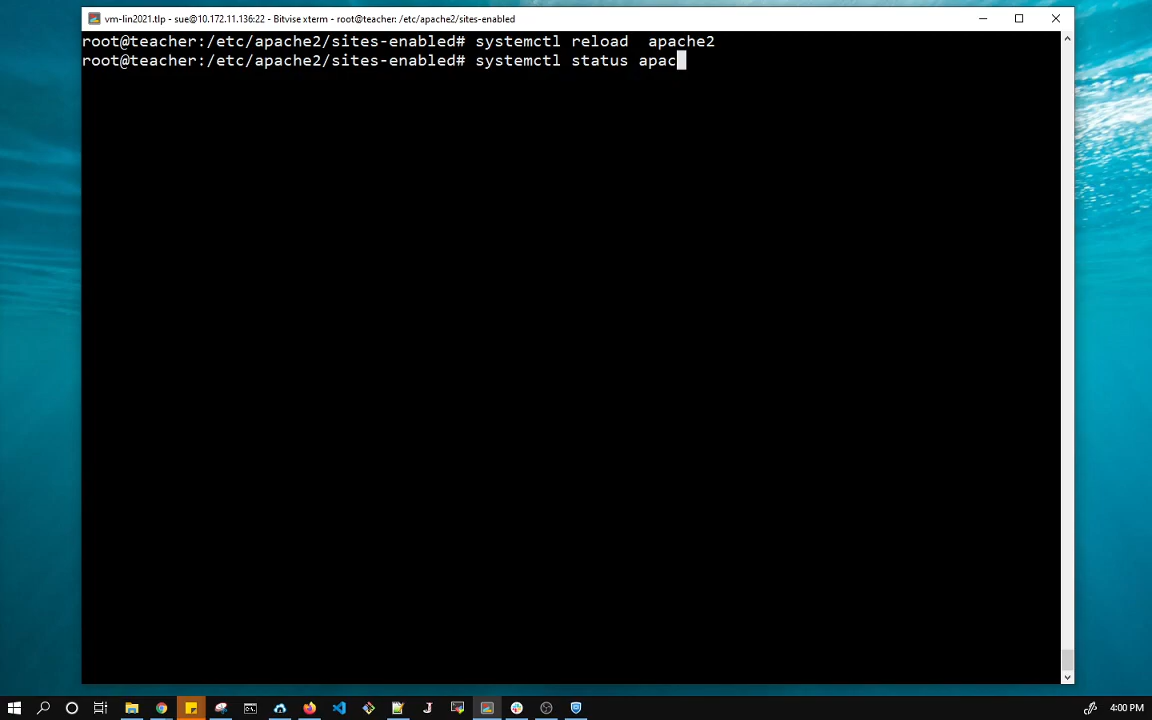 vm-lin2021.tlp - sue@10.172.11.136:22 - Bitvise xterm - root@teacher: /etc/apache2/sites-enabled
root@teacher:/etc/apache2/sites-enabled# systemctl reload  apache2
root@teacher:/etc/apache2/sites-enabled# systemctl status apac
4:00 PM